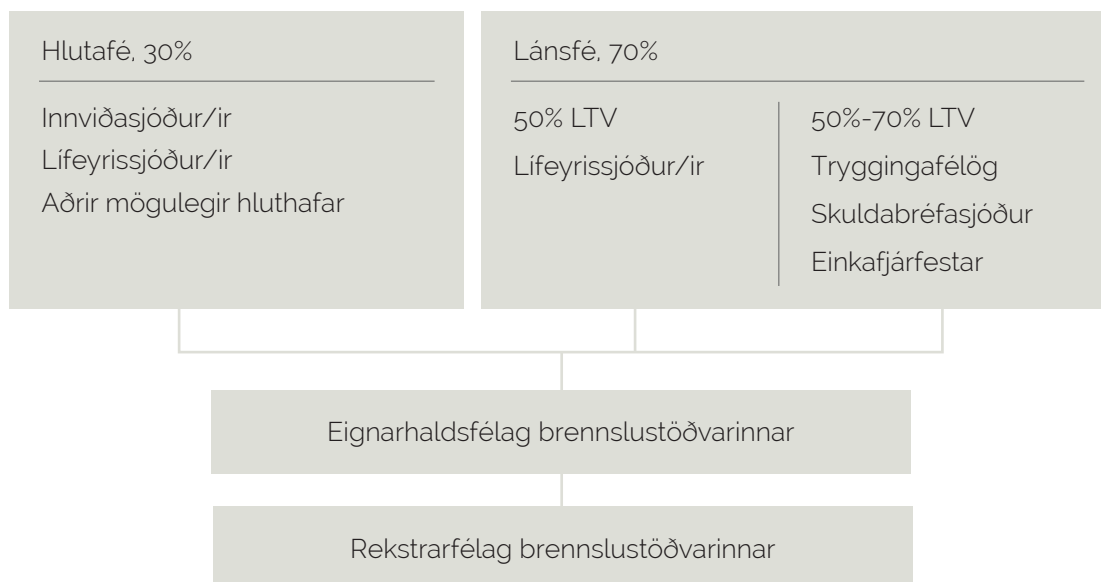 Hlutafé, 30%
Innviðasjóður/ir
Lífeyrissjóður/ir
Aðrir mögulegir hluthafar
Lánsfé, 70%
50% LTV
Lífeyrissjóður/ir
50%-70% LTV
Tryggingafélög
Skuldabréfasjóður
Einkafjárfestar
Eignarhaldsfélag brennslustöðvarinnar
Rekstrarfélag brennslustöðvarinnar